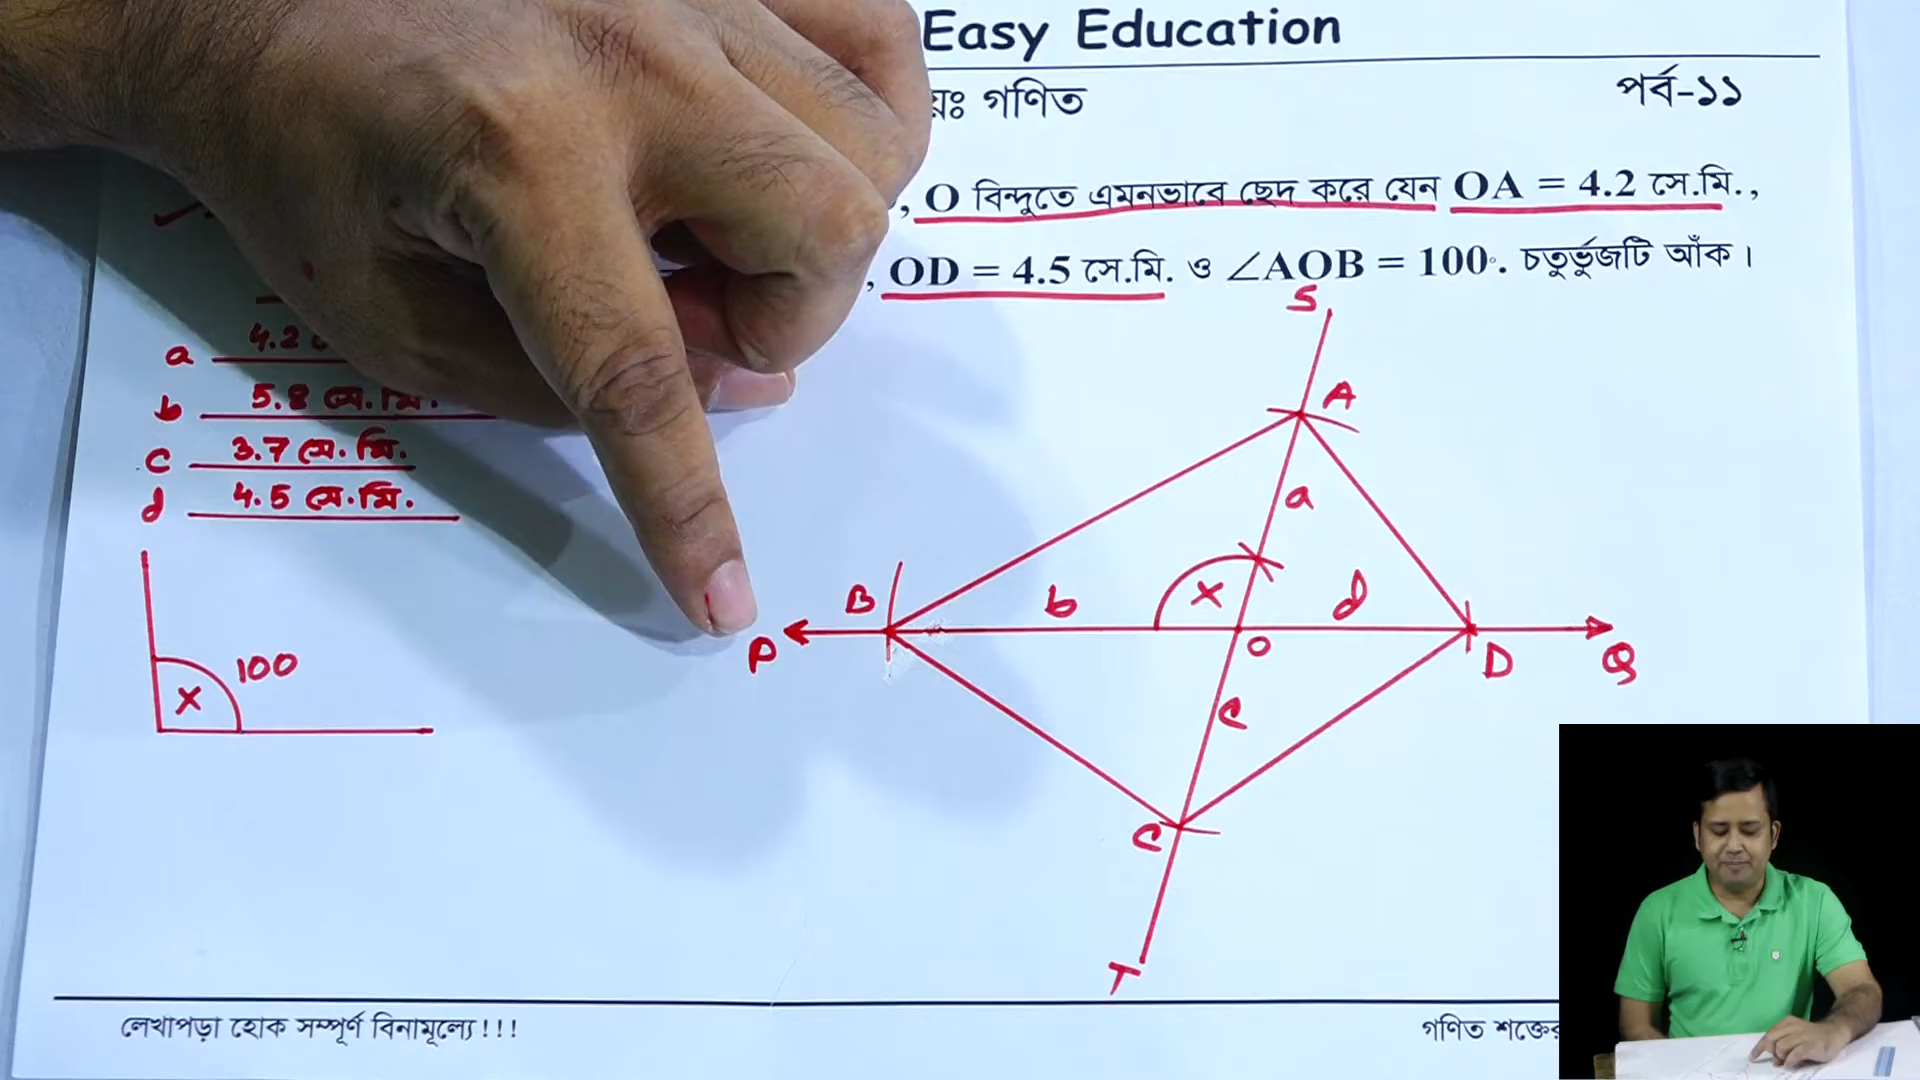 Easy Education
গণিত
পর্ব-১১
, O বিন্দুতে এমনভাবে ছেদ করে যেন OA = 4.2 সে.মি.,
, OD = 4.5 সে.মি. ও ∠AOB = 100°. চতুর্ভুজটি আঁক।
S
a 4.2
A
b 5.8 সে.মি.
c 3.7 সে.মি.
d 4.5 সে.মি.
a
B
b
x
d
P
O
D
Q
100
x
c
C
T
লেখাপড়া হোক সম্পূর্ণ বিনামূল্যে!!!
গণিত